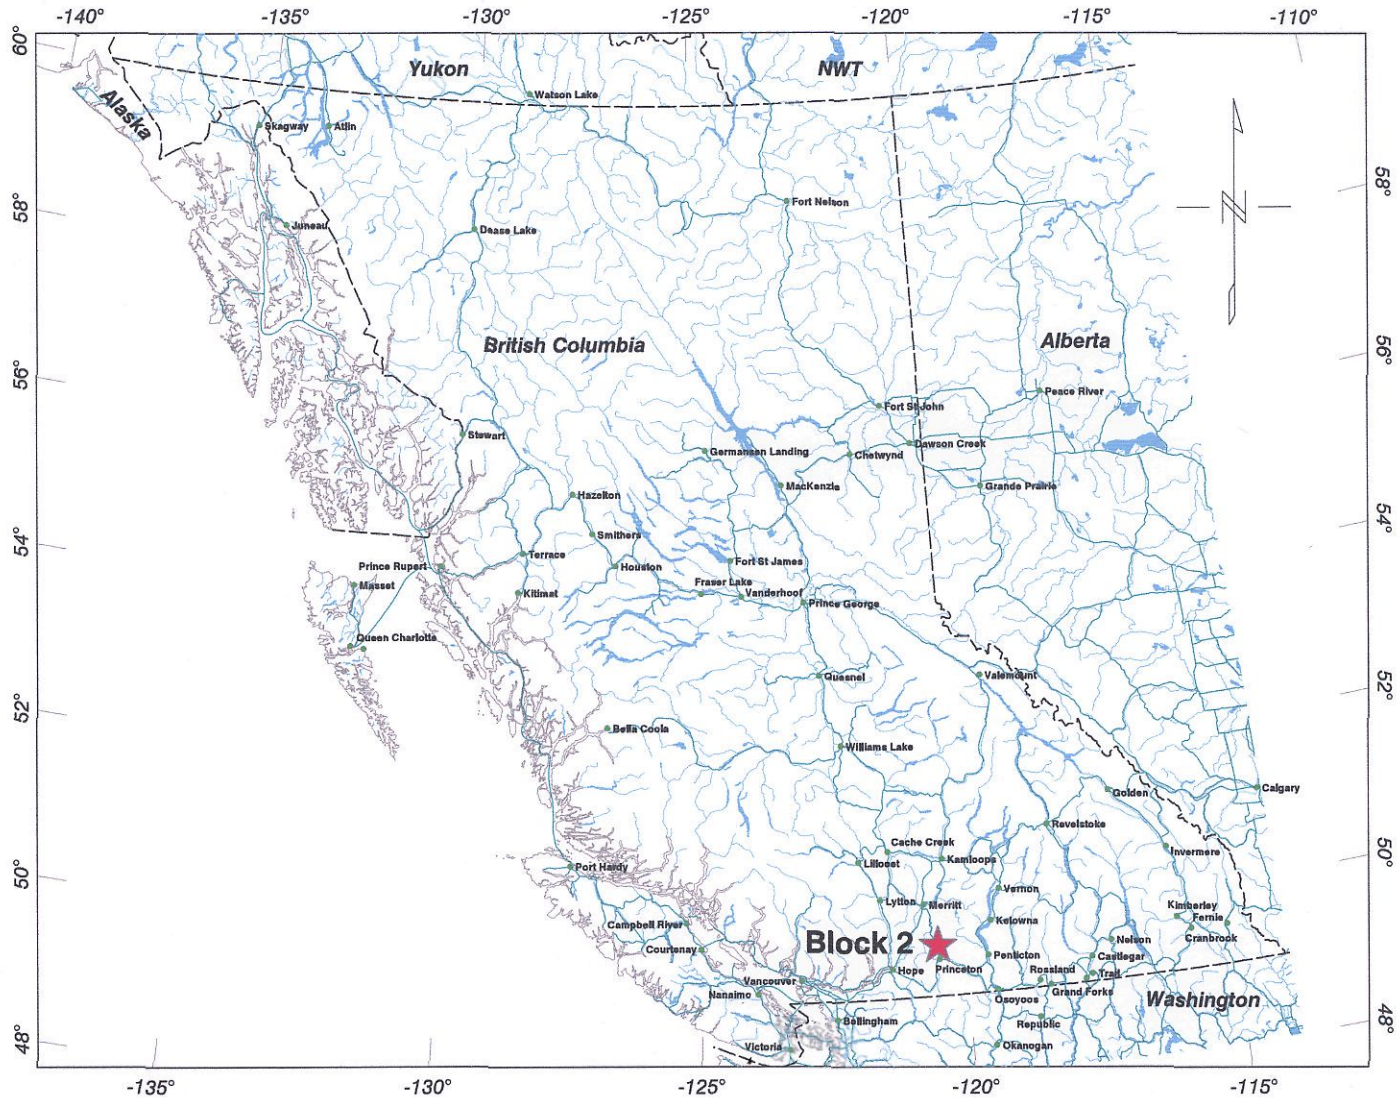 -140°
-135°
-130°
-125°
-120°
-115°
-110°
60°
Yukon
NWT
Watson Lake
Alaska
Skagway
Atlin
58°
Fort Nelson
58°
Juneau
Dease Lake
British Columbia
Alberta
56°
56°
Peace River
Fort St John
Stewart
Dawson Creek
Germansen Landing
Chetwynd
MacKenzie
Grande Prairie
Hazelton
54°
Smithers
54°
Terrace
Prince Rupert
Houston
Fort St James
Masset
Fraser Lake
Kitimat
Vanderhoof
Prince George
Queen Charlotte
Quesnel
Valemount
52°
52°
Bella Coola
Williams Lake
Calgary
Golden
Revelstoke
Cache Creek
Invermere
50°
Lillooet
Kamloops
Port Hardy
50°
Vernon
Lytton
Merritt
Kimberley
Fernie
Campbell River
Kelowna
Cranbrook
Block 2
Nelson
Courtenay
Penticton
Castlegar
Hope
Princeton
Rossland
Trail
Vancouver
Grand Forks
Nanaimo
Osoyoos
Washington
Bellingham
Republic
48°
48°
Victoria
Okanogan
-135°
-130°
-125°
-120°
-115°
N